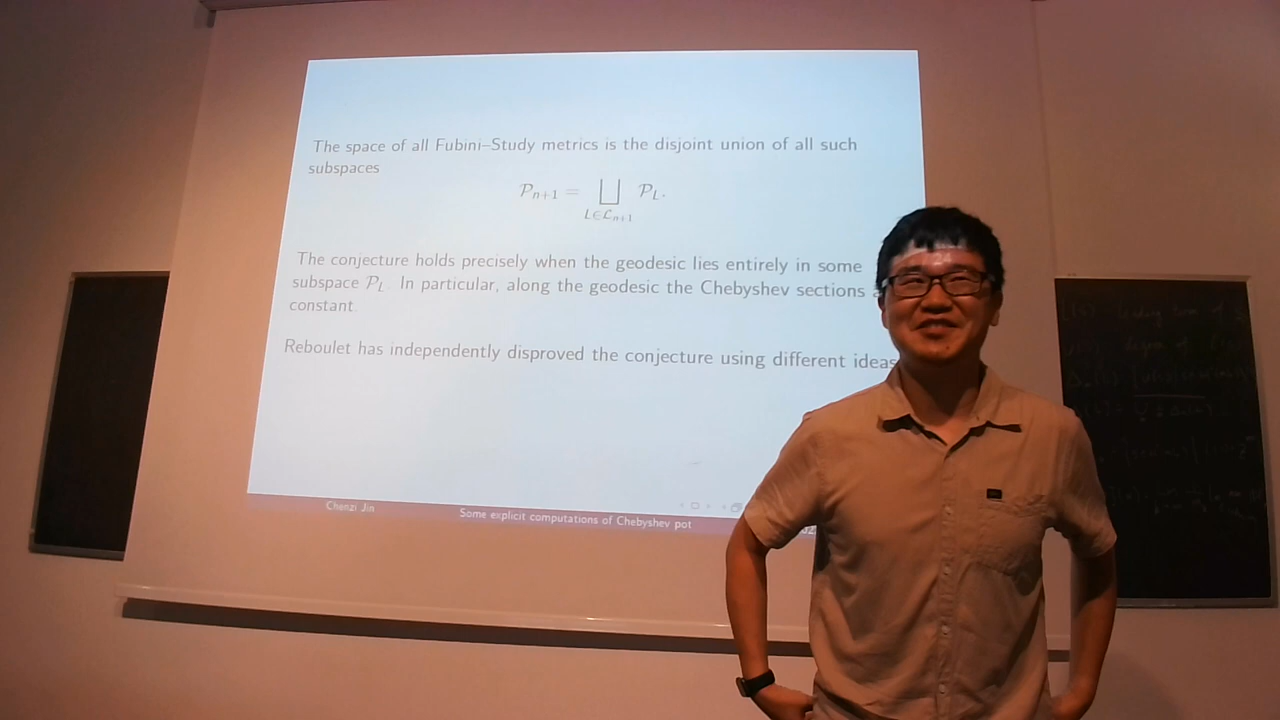 The space of all Fubini–Study metrics is the disjoint union of all such
subspaces
𝒫ₙ₊₁ = ⨆ 𝒫_L.
L∈ℒₙ₊₁
The conjecture holds precisely when the geodesic lies entirely in some
subspace 𝒫_L. In particular, along the geodesic the Chebyshev sections
constant.
Reboulet has independently disproved the conjecture using different ideas
Chenzi Jin
Some explicit computations of Chebyshev pot